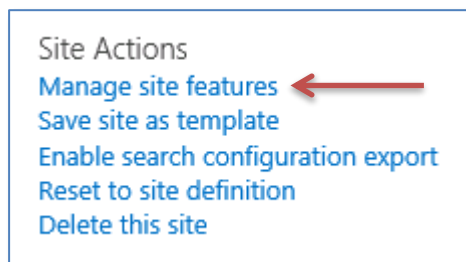 Site Actions
Manage site features
Save site as template
Enable search configuration export
Reset to site definition
Delete this site